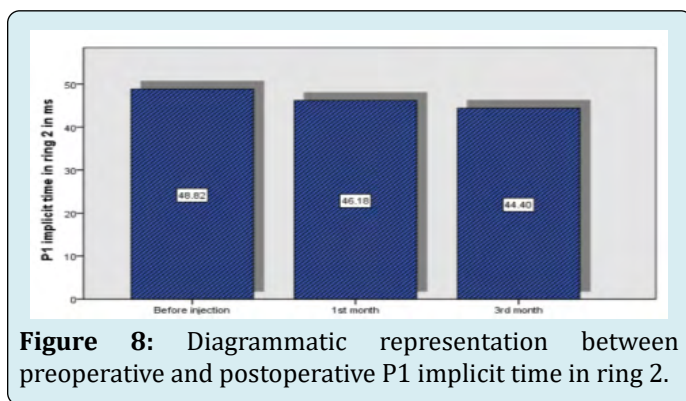 P1 implicit time in ring 2 in ms
50
40
30
20
10
0
48.82
46.18
44.40
Before injection
1st month
3rd month
Figure 8: Diagrammatic representation between
preoperative and postoperative P1 implicit time in ring 2.